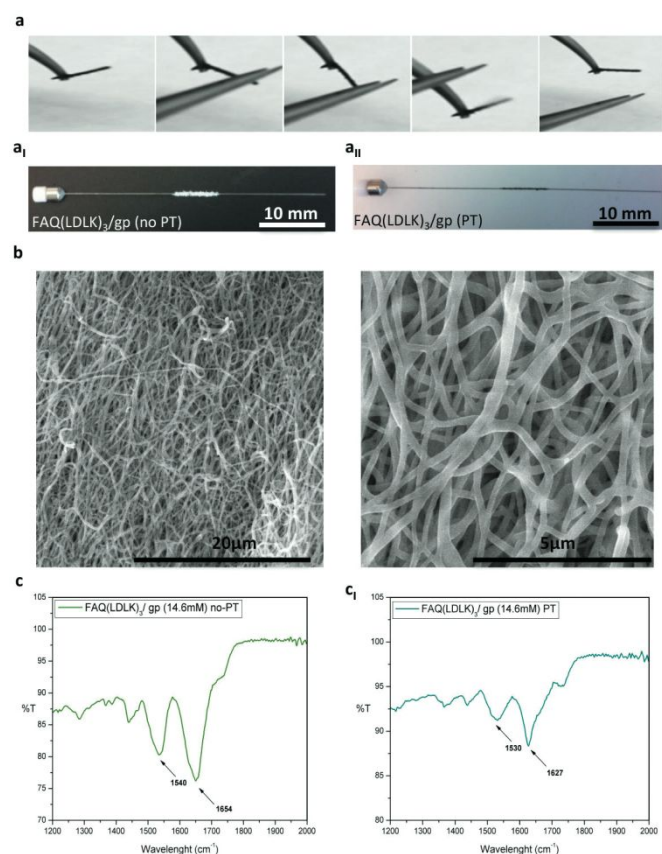 a
aI
FAQ(LDLK)3/gp (no PT)
10 mm
aII
FAQ(LDLK)3/gp (PT)
10 mm
b
20µm
5µm
c
FAQ(LDLK)3/ gp (14.6mM) no-PT
105
100
95
90
85
80
75
70
%T
1540
1654
1200 1300 1400 1500 1600 1700 1800 1900 2000
Wavelenght (cm-1)
cI
FAQ(LDLK)3/ gp (14.6mM) PT
105
100
95
90
85
80
%T
1530
1627
1200 1300 1400 1500 1600 1700 1800 1900 2000
Wavelenght (cm-1)